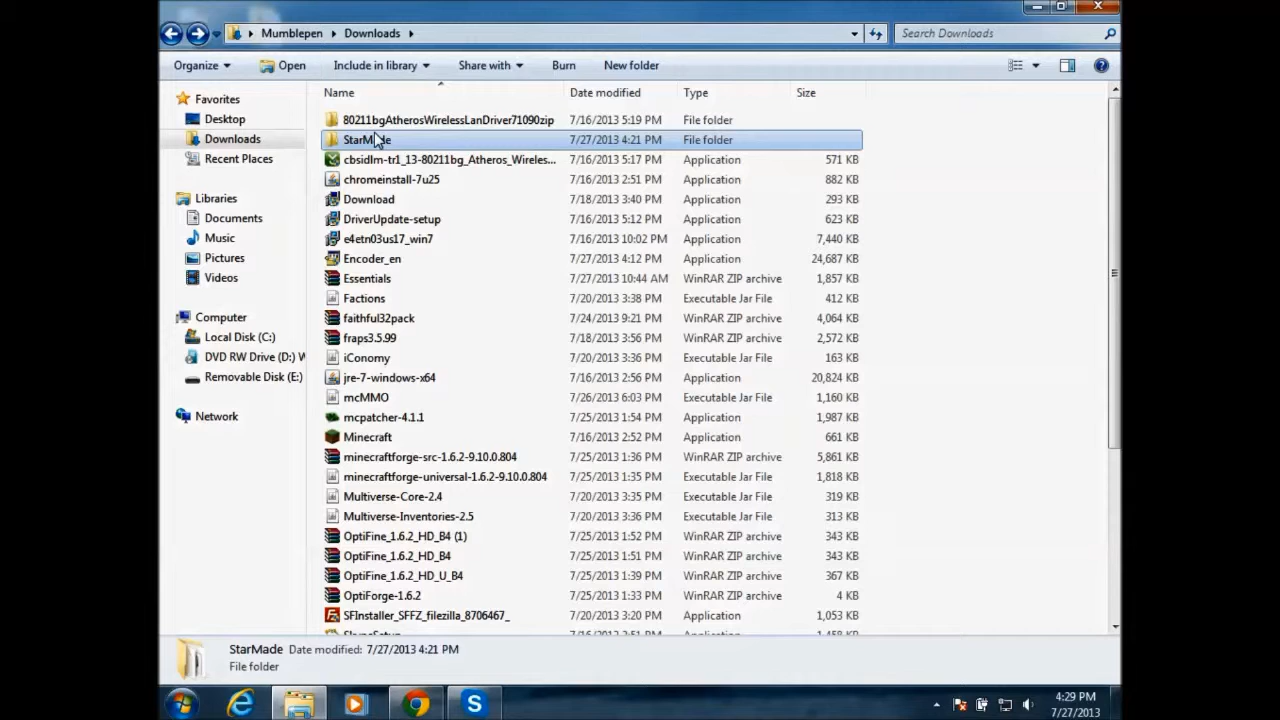 Mumblepen Downloads Search Downloads
Organize Open Include in library Share with Burn New folder
Name Date modified Type Size
Favorites
Desktop
Downloads
Recent Places
Libraries
Documents
Music
Pictures
Videos
Computer
Local Disk (C:)
DVD RW Drive (D:) W
Removable Disk (E:)
Network
80211bgAtherosWirelessLanDriver71090zip 7/16/2013 5:19 PM File folder
StarMade 7/27/2013 4:21 PM File folder
cbsidlm-tr1_13-80211bg_Atheros_Wireles... 7/16/2013 5:17 PM Application 571 KB
chromeinstall-7u25 7/16/2013 2:51 PM Application 882 KB
Download 7/18/2013 3:40 PM Application 293 KB
DriverUpdate-setup 7/16/2013 5:12 PM Application 623 KB
e4etn03us17_win7 7/16/2013 10:02 PM Application 7,440 KB
Encoder_en 7/27/2013 4:12 PM Application 24,687 KB
Essentials 7/27/2013 10:44 AM WinRAR ZIP archive 1,857 KB
Factions 7/20/2013 3:38 PM Executable Jar File 412 KB
faithful32pack 7/24/2013 9:21 PM WinRAR ZIP archive 4,064 KB
fraps3.5.99 7/18/2013 3:56 PM WinRAR ZIP archive 2,572 KB
iConomy 7/20/2013 3:36 PM Executable Jar File 163 KB
jre-7-windows-x64 7/16/2013 2:56 PM Application 20,824 KB
mcMMO 7/26/2013 6:03 PM Executable Jar File 1,160 KB
mcpatcher-4.1.1 7/25/2013 1:54 PM Application 1,987 KB
Minecraft 7/16/2013 2:52 PM Application 661 KB
minecraftforge-src-1.6.2-9.10.0.804 7/25/2013 1:36 PM WinRAR ZIP archive 5,861 KB
minecraftforge-universal-1.6.2-9.10.0.804 7/25/2013 1:35 PM Executable Jar File 1,818 KB
Multiverse-Core-2.4 7/20/2013 3:35 PM Executable Jar File 319 KB
Multiverse-Inventories-2.5 7/20/2013 3:36 PM Executable Jar File 313 KB
OptiFine_1.6.2_HD_B4 (1) 7/25/2013 1:52 PM WinRAR ZIP archive 343 KB
OptiFine_1.6.2_HD_B4 7/25/2013 1:51 PM WinRAR ZIP archive 343 KB
OptiFine_1.6.2_HD_U_B4 7/25/2013 1:39 PM WinRAR ZIP archive 367 KB
OptiForge-1.6.2 7/25/2013 1:33 PM WinRAR ZIP archive 4 KB
SFInstaller_SFFZ_filezilla_8706467_ 7/20/2013 3:20 PM Application 1,053 KB
StarMade Date modified: 7/27/2013 4:21 PM
File folder
4:29 PM
7/27/2013